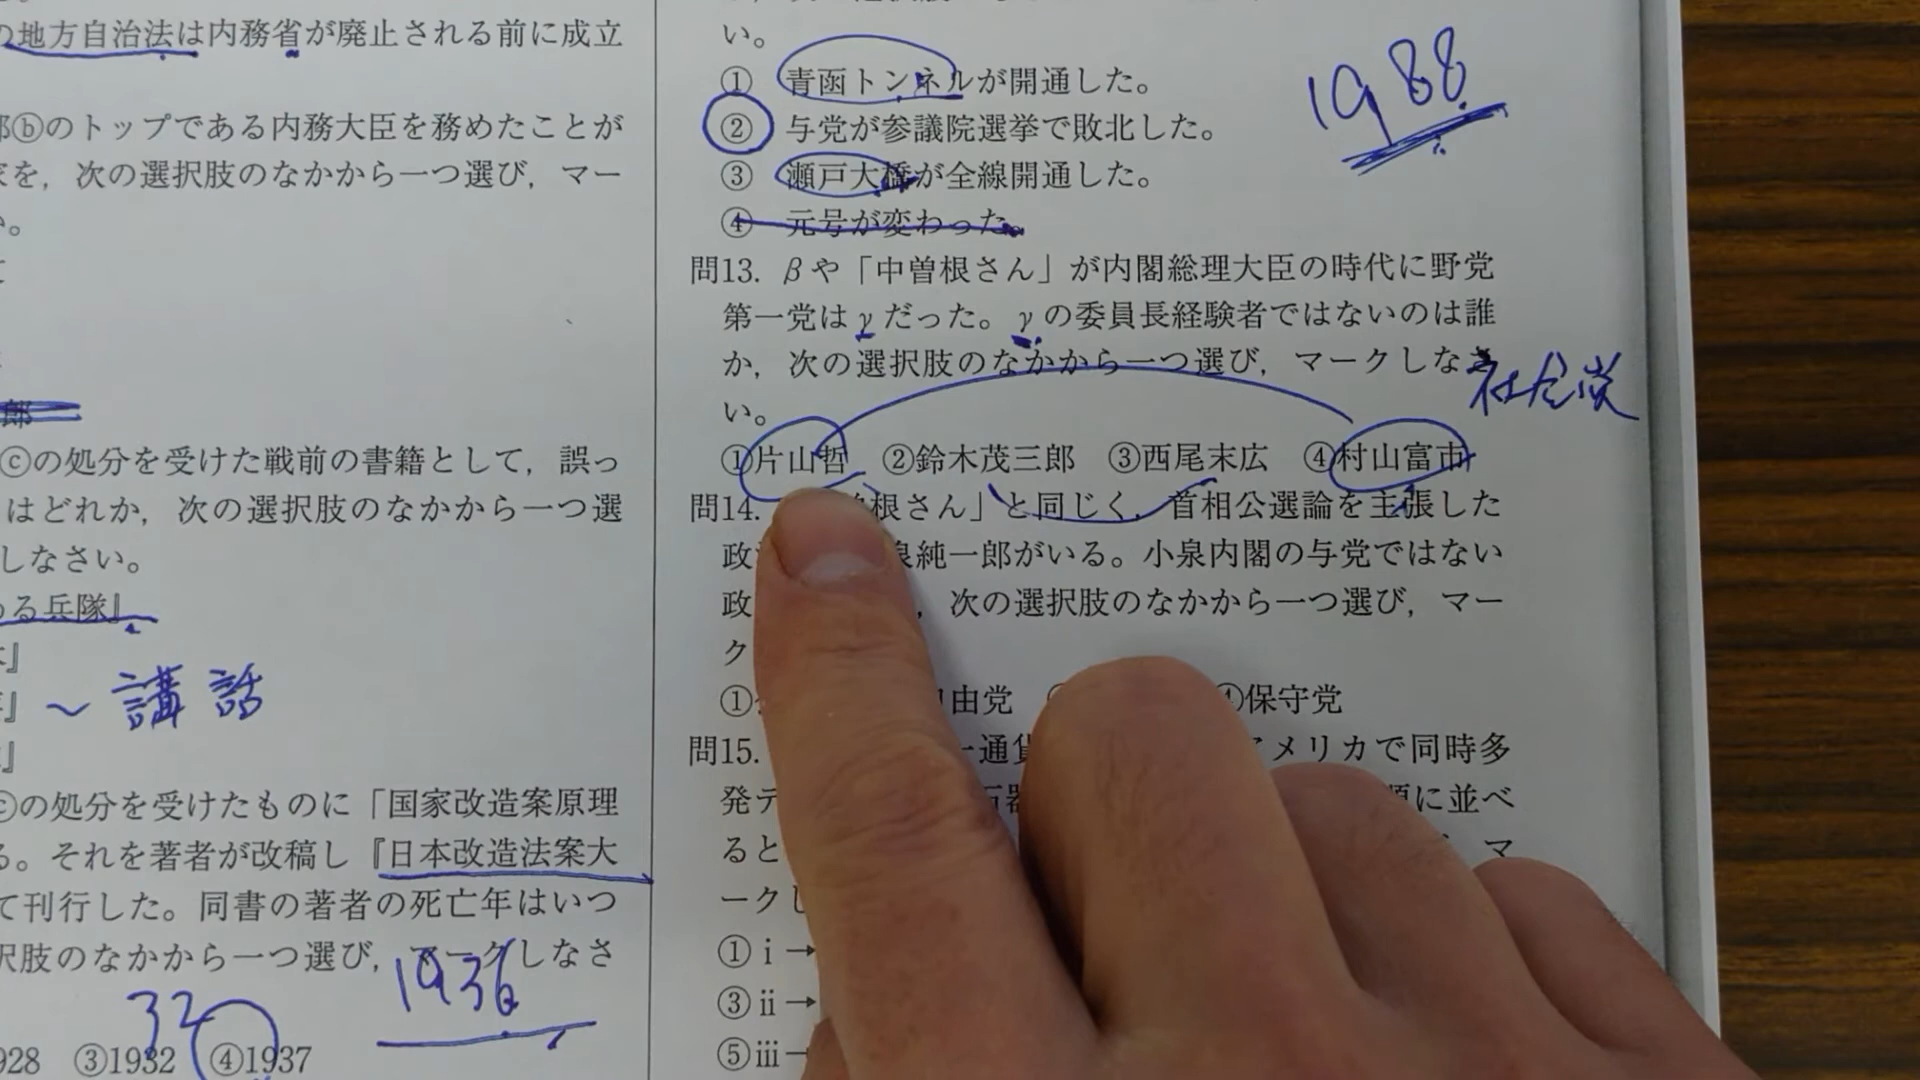 の地方自治法は内務省が廃止される前に成立
部ⓑのトップである内務大臣を務めたことが
家を，次の選択肢のなかから一つ選び，マー
い。
郎
ⓒの処分を受けた戦前の書籍として，誤っ
はどれか，次の選択肢のなかから一つ選
しなさい。
る兵隊』
』
』 ～講話
』
ⓒの処分を受けたものに「国家改造案原理
る。それを著者が改稿し『日本改造法案大
て刊行した。同書の著者の死亡年はいつ
択肢のなかから一つ選び，マークしなさ
1936
32
928 ③1932 ④1937
い。
① 青函トンネルが開通した。
1988
② 与党が参議院選挙で敗北した。
③ 瀬戸大橋が全線開通した。
④ 元号が変わった。
問13. βや「中曽根さん」が内閣総理大臣の時代に野党
第一党はγだった。γの委員長経験者ではないのは誰
か，次の選択肢のなかから一つ選び，マークしなさ
社会党
い。
①片山哲 ②鈴木茂三郎 ③西尾末広 ④村山富市
問14. 根さん」と同じく，首相公選論を主張した
政 泉純一郎がいる。小泉内閣の与党ではない
政 ，次の選択肢のなかから一つ選び，マー
ク
① 由党 ④保守党
問15. 一通貨 アメリカで同時多
発テ 順に並べ
ると ，マ
ークし
①ⅰ→
③ⅱ→
⑤ⅲ→